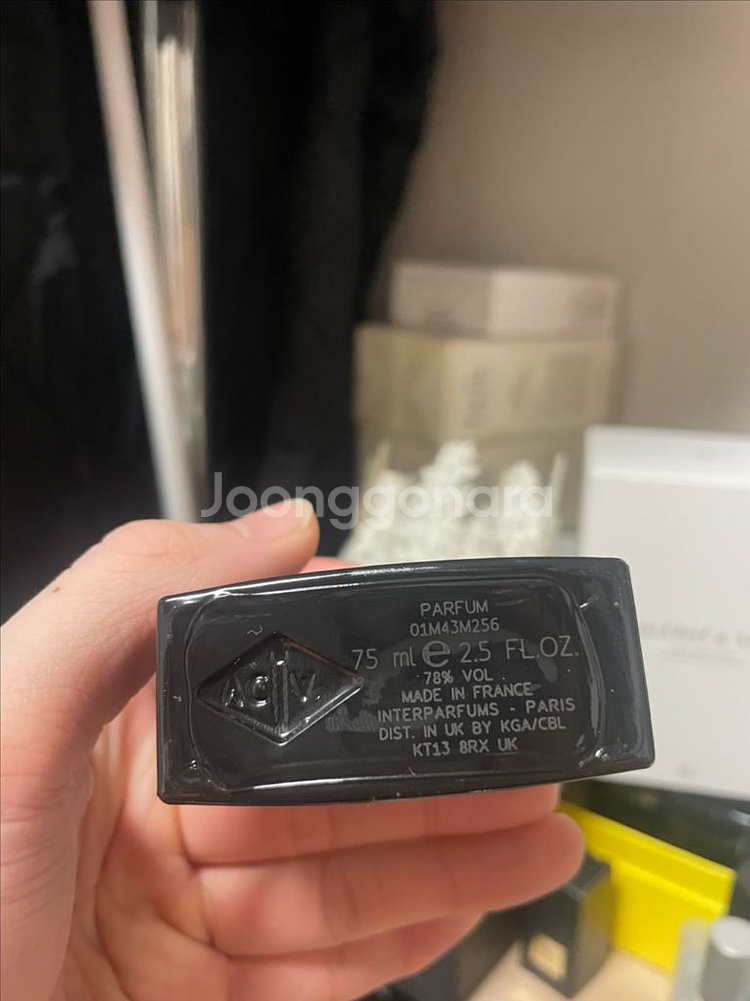 Joonggonara
PARFUM
01M43M256
75 ml e 2.5 FL.OZ.
78% VOL.
MADE IN FRANCE
INTERPARFUMS - PARIS
DIST. IN UK BY KGA/CBL
KT13 8RX UK